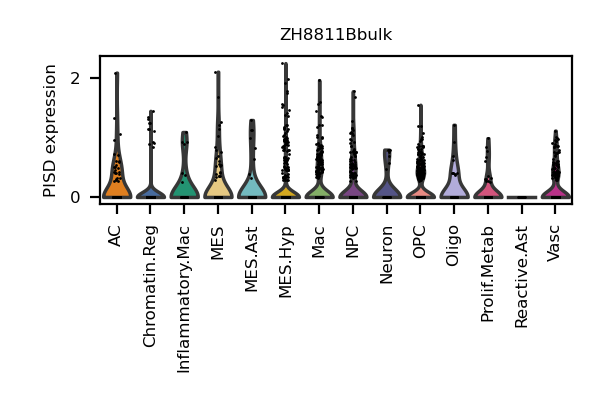 ZH8811Bbulk
PISD expression
2
0
AC
Chromatin.Reg
Inflammatory.Mac
MES
MES.Ast
MES.Hyp
Mac
NPC
Neuron
OPC
Oligo
Prolif.Metab
Reactive.Ast
Vasc